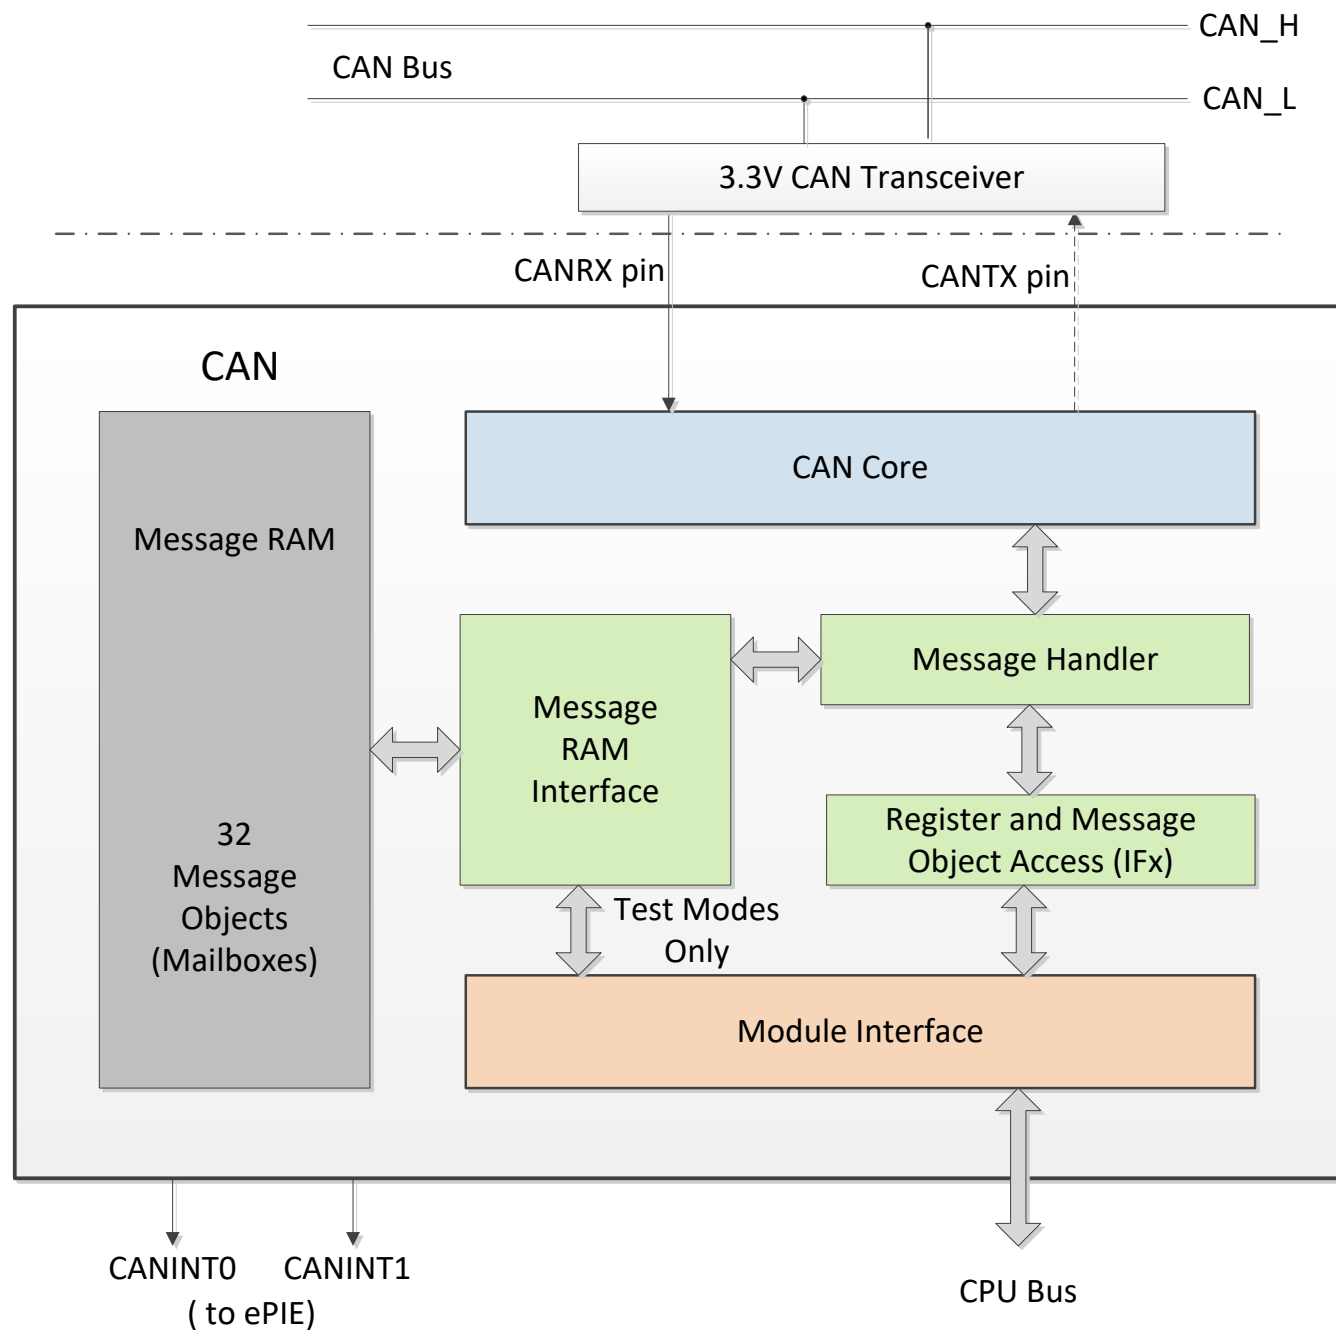 CAN_H
CAN Bus
CAN_L
3.3V CAN Transceiver
CANRX pin
CANTX pin
CAN
CAN Core
Message RAM
Message Handler
Message
RAM
Interface
Register and Message
Object Access (IFx)
32
Message
Objects
(Mailboxes)
Test Modes
Only
Module Interface
CANINT0
CANINT1
( to ePIE)
CPU Bus